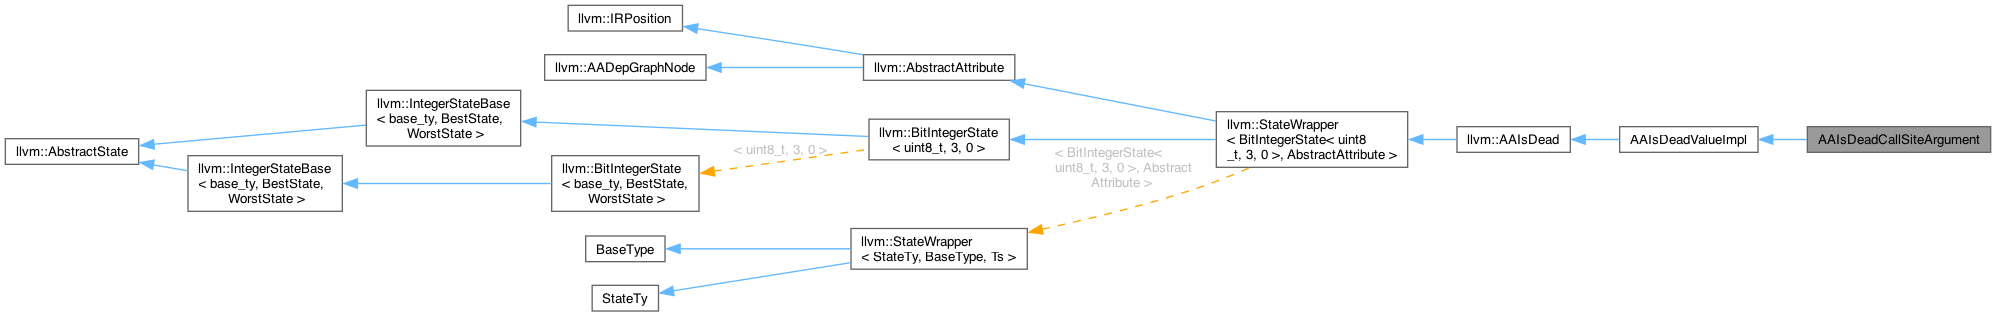 llvm::IRPosition
llvm::AADepGraphNode
llvm::AbstractAttribute
llvm::IntegerStateBase
< base_ty, BestState,
WorstState >
llvm::AbstractState
llvm::IntegerStateBase
< base_ty, BestState,
WorstState >
< uint8_t, 3, 0 >
llvm::BitIntegerState
< base_ty, BestState,
WorstState >
llvm::BitIntegerState
< uint8_t, 3, 0 >
< BitIntegerState<
uint8_t, 3, 0 >, Abstract
Attribute >
llvm::StateWrapper
< BitIntegerState< uint8
_t, 3, 0 >, AbstractAttribute >
llvm::AAIsDead
AAIsDeadValueImpl
AAIsDeadCallSiteArgument
BaseType
StateTy
llvm::StateWrapper
< StateTy, BaseType, Ts >